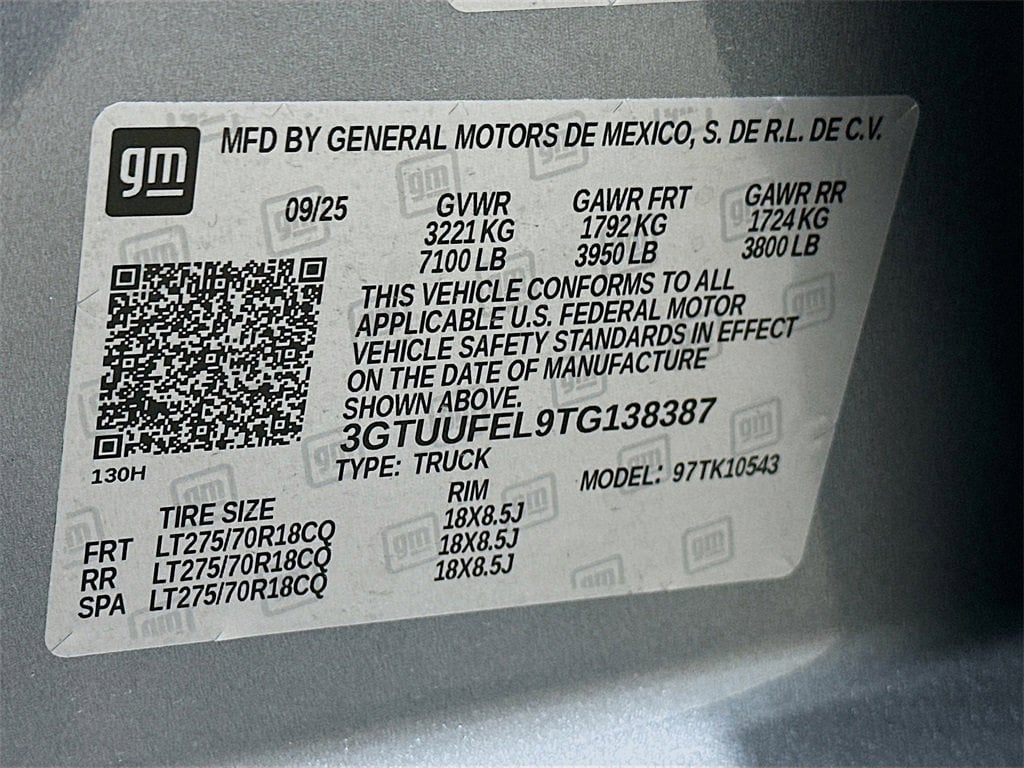 gm MFD BY GENERAL MOTORS DE MEXICO, S. DE R.L. DE C.V.
09/25 GVWR GAWR FRT GAWR RR
3221 KG 1792 KG 1724 KG
7100 LB 3950 LB 3800 LB
THIS VEHICLE CONFORMS TO ALL
APPLICABLE U.S. FEDERAL MOTOR
VEHICLE SAFETY STANDARDS IN EFFECT
ON THE DATE OF MANUFACTURE
SHOWN ABOVE.
3GTUUFEL9TG138387
130H
TYPE: TRUCK MODEL: 97TK10543
TIRE SIZE RIM
FRT LT275/70R18CQ 18X8.5J
RR LT275/70R18CQ 18X8.5J
SPA LT275/70R18CQ 18X8.5J